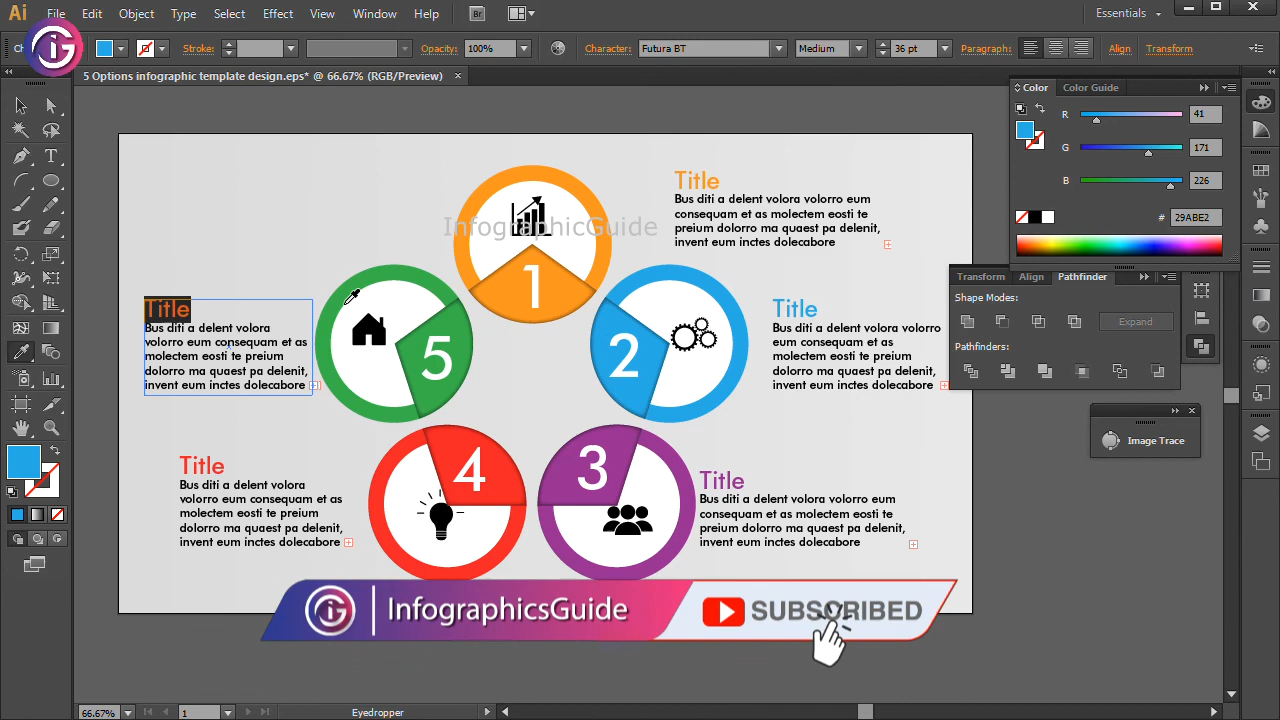 Ai File Edit Object Type Select Effect View Window Help Br Essentials
iG Stroke: Opacity: 100% Character: Futura BT Medium 36 pt Paragraph: Align Transform
5 Options infographic template design.eps* @ 66.67% (RGB/Preview)
Color Color Guide
R 41
G 171
B 226
# 29ABE2
Transform Align Pathfinder
Shape Modes:
Expand
Pathfinders:
Image Trace
InfographicGuide
1
Title
Bus diti a delent volora volorro eum
consequam et as molectem eosti te
preium dolorro ma quaest pa delenit,
invent eum inctes dolecabore
2
Title
Bus diti a delent volora volorro
eum consequam et as
molectem eosti te preium
dolorro ma quaest pa delenit,
invent eum inctes dolecabore
3
Title
Bus diti a delent volora volorro eum
consequam et as molectem eosti te
preium dolorro ma quaest pa delenit,
invent eum inctes dolecabore
4
Title
Bus diti a delent volora
volorro eum consequam et as
molectem eosti te preium
dolorro ma quaest pa delenit,
invent eum inctes dolecabore
5
Title
Bus diti a delent volora
volorro eum consequam et as
molectem eosti te preium
dolorro ma quaest pa delenit,
invent eum inctes dolecabore
iG InfographicsGuide SUBSCRIBED
66.67% 1 Eyedropper